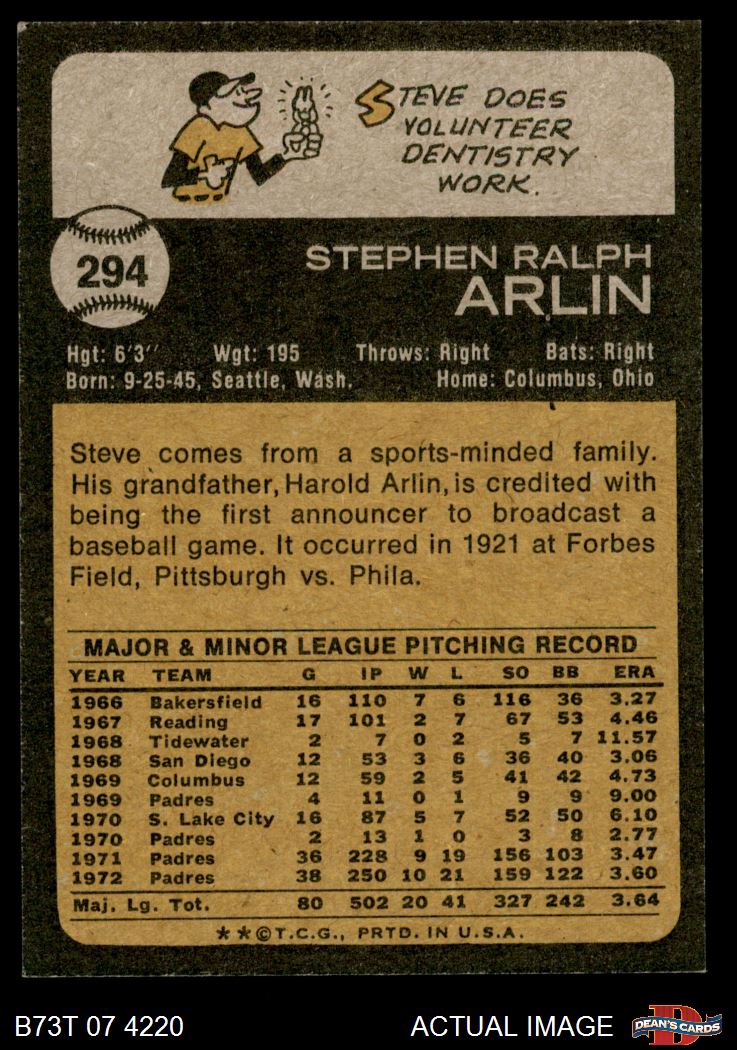 STEVE DOES
VOLUNTEER
DENTISTRY
WORK.
294
STEPHEN RALPH
ARLIN
Hgt: 6'3" Wgt: 195 Throws: Right Bats: Right
Born: 9-25-45, Seattle, Wash. Home: Columbus, Ohio
Steve comes from a sports-minded family.
His grandfather, Harold Arlin, is credited with
being the first announcer to broadcast a
baseball game. It occurred in 1921 at Forbes
Field, Pittsburgh vs. Phila.
MAJOR & MINOR LEAGUE PITCHING RECORD
YEAR TEAM G IP W L SO BB ERA
1966 Bakersfield 16 110 7 6 116 36 3.27
1967 Reading 17 101 2 7 67 53 4.46
1968 Tidewater 2 7 0 2 5 7 11.57
1968 San Diego 12 53 3 6 36 40 3.06
1969 Columbus 12 59 2 5 41 42 4.73
1969 Padres 4 11 0 1 9 9 9.00
1970 S. Lake City 16 87 5 7 52 50 6.10
1970 Padres 2 13 1 0 3 8 2.77
1971 Padres 36 228 9 19 156 103 3.47
1972 Padres 38 250 10 21 159 122 3.60
Maj. Lg. Tot. 80 502 20 41 327 242 3.64
* * © T.C.G., PRTD. IN U.S.A.
B73T 07 4220 ACTUAL IMAGE DEAN'S CARDS